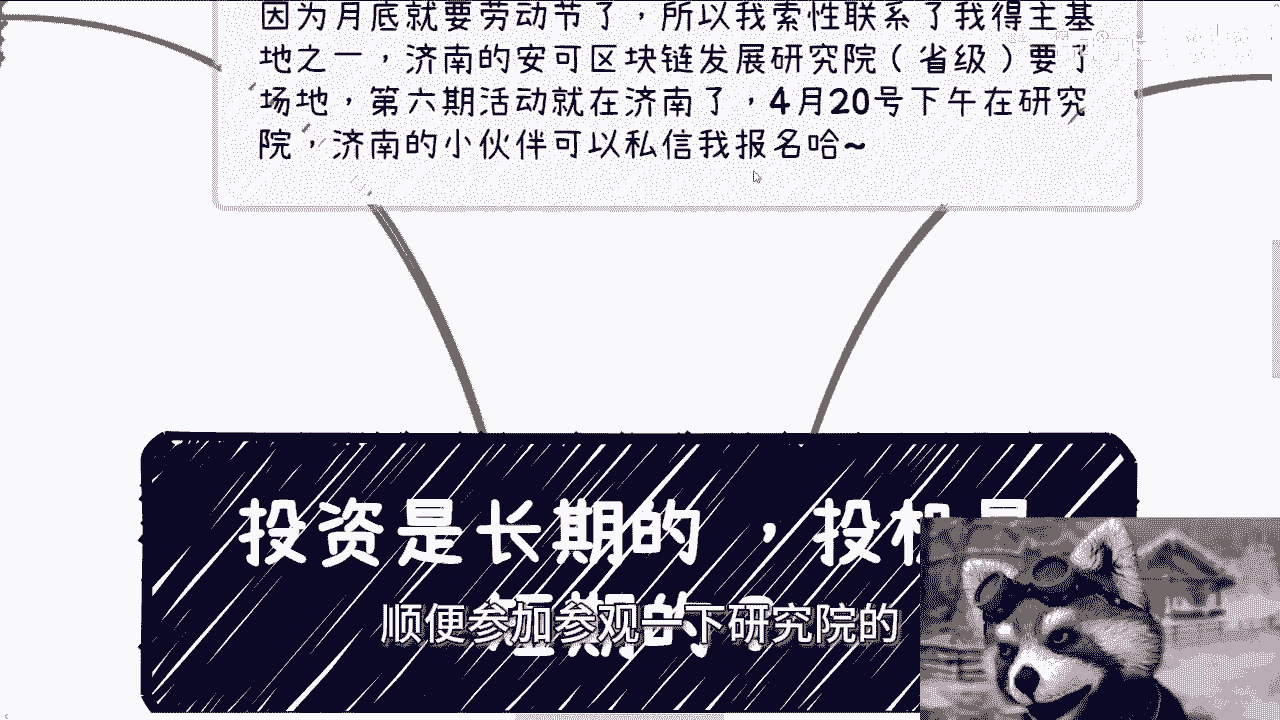 因为月底就要劳动节了，所以我索性联系了我得主基
地之一，济南的安可区块链发展研究院（省级）要了
场地，第六期活动就在济南了，4月20号下午在研究
院，济南的小伙伴可以私信我报名哈~
投资是长期的，投机是
短期的？
顺便参加参观一下研究院的